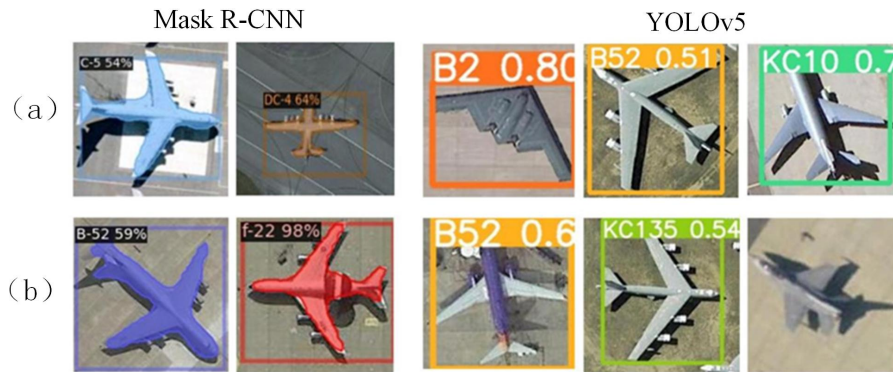 Mask R-CNN YOLOv5
(a)
C-5 54% DC-4 64% B2 0.80 B52 0.51 KC10 0.7
(b)
B-52 59% f-22 98% B52 0.6 KC135 0.54